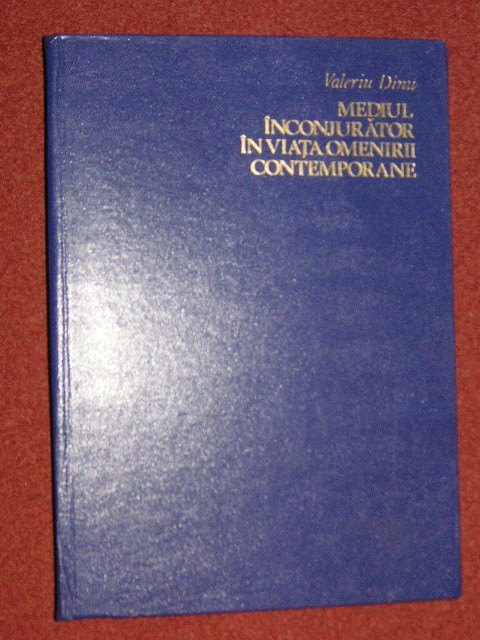 Valeriu Dinu
MEDIUL
ÎNCONJURĂTOR
ÎN VIAȚA OMENIRII
CONTEMPORANE